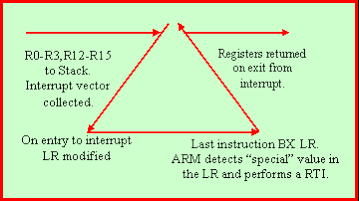 R0-R3,R12-R15
to Stack.
Interrupt vector
collected.
Registers returned
on exit from
interrupt.
On entry to interrupt
LR modified
Last instruction BX LR.
ARM detects “special” value in
the LR and performs a RTI.